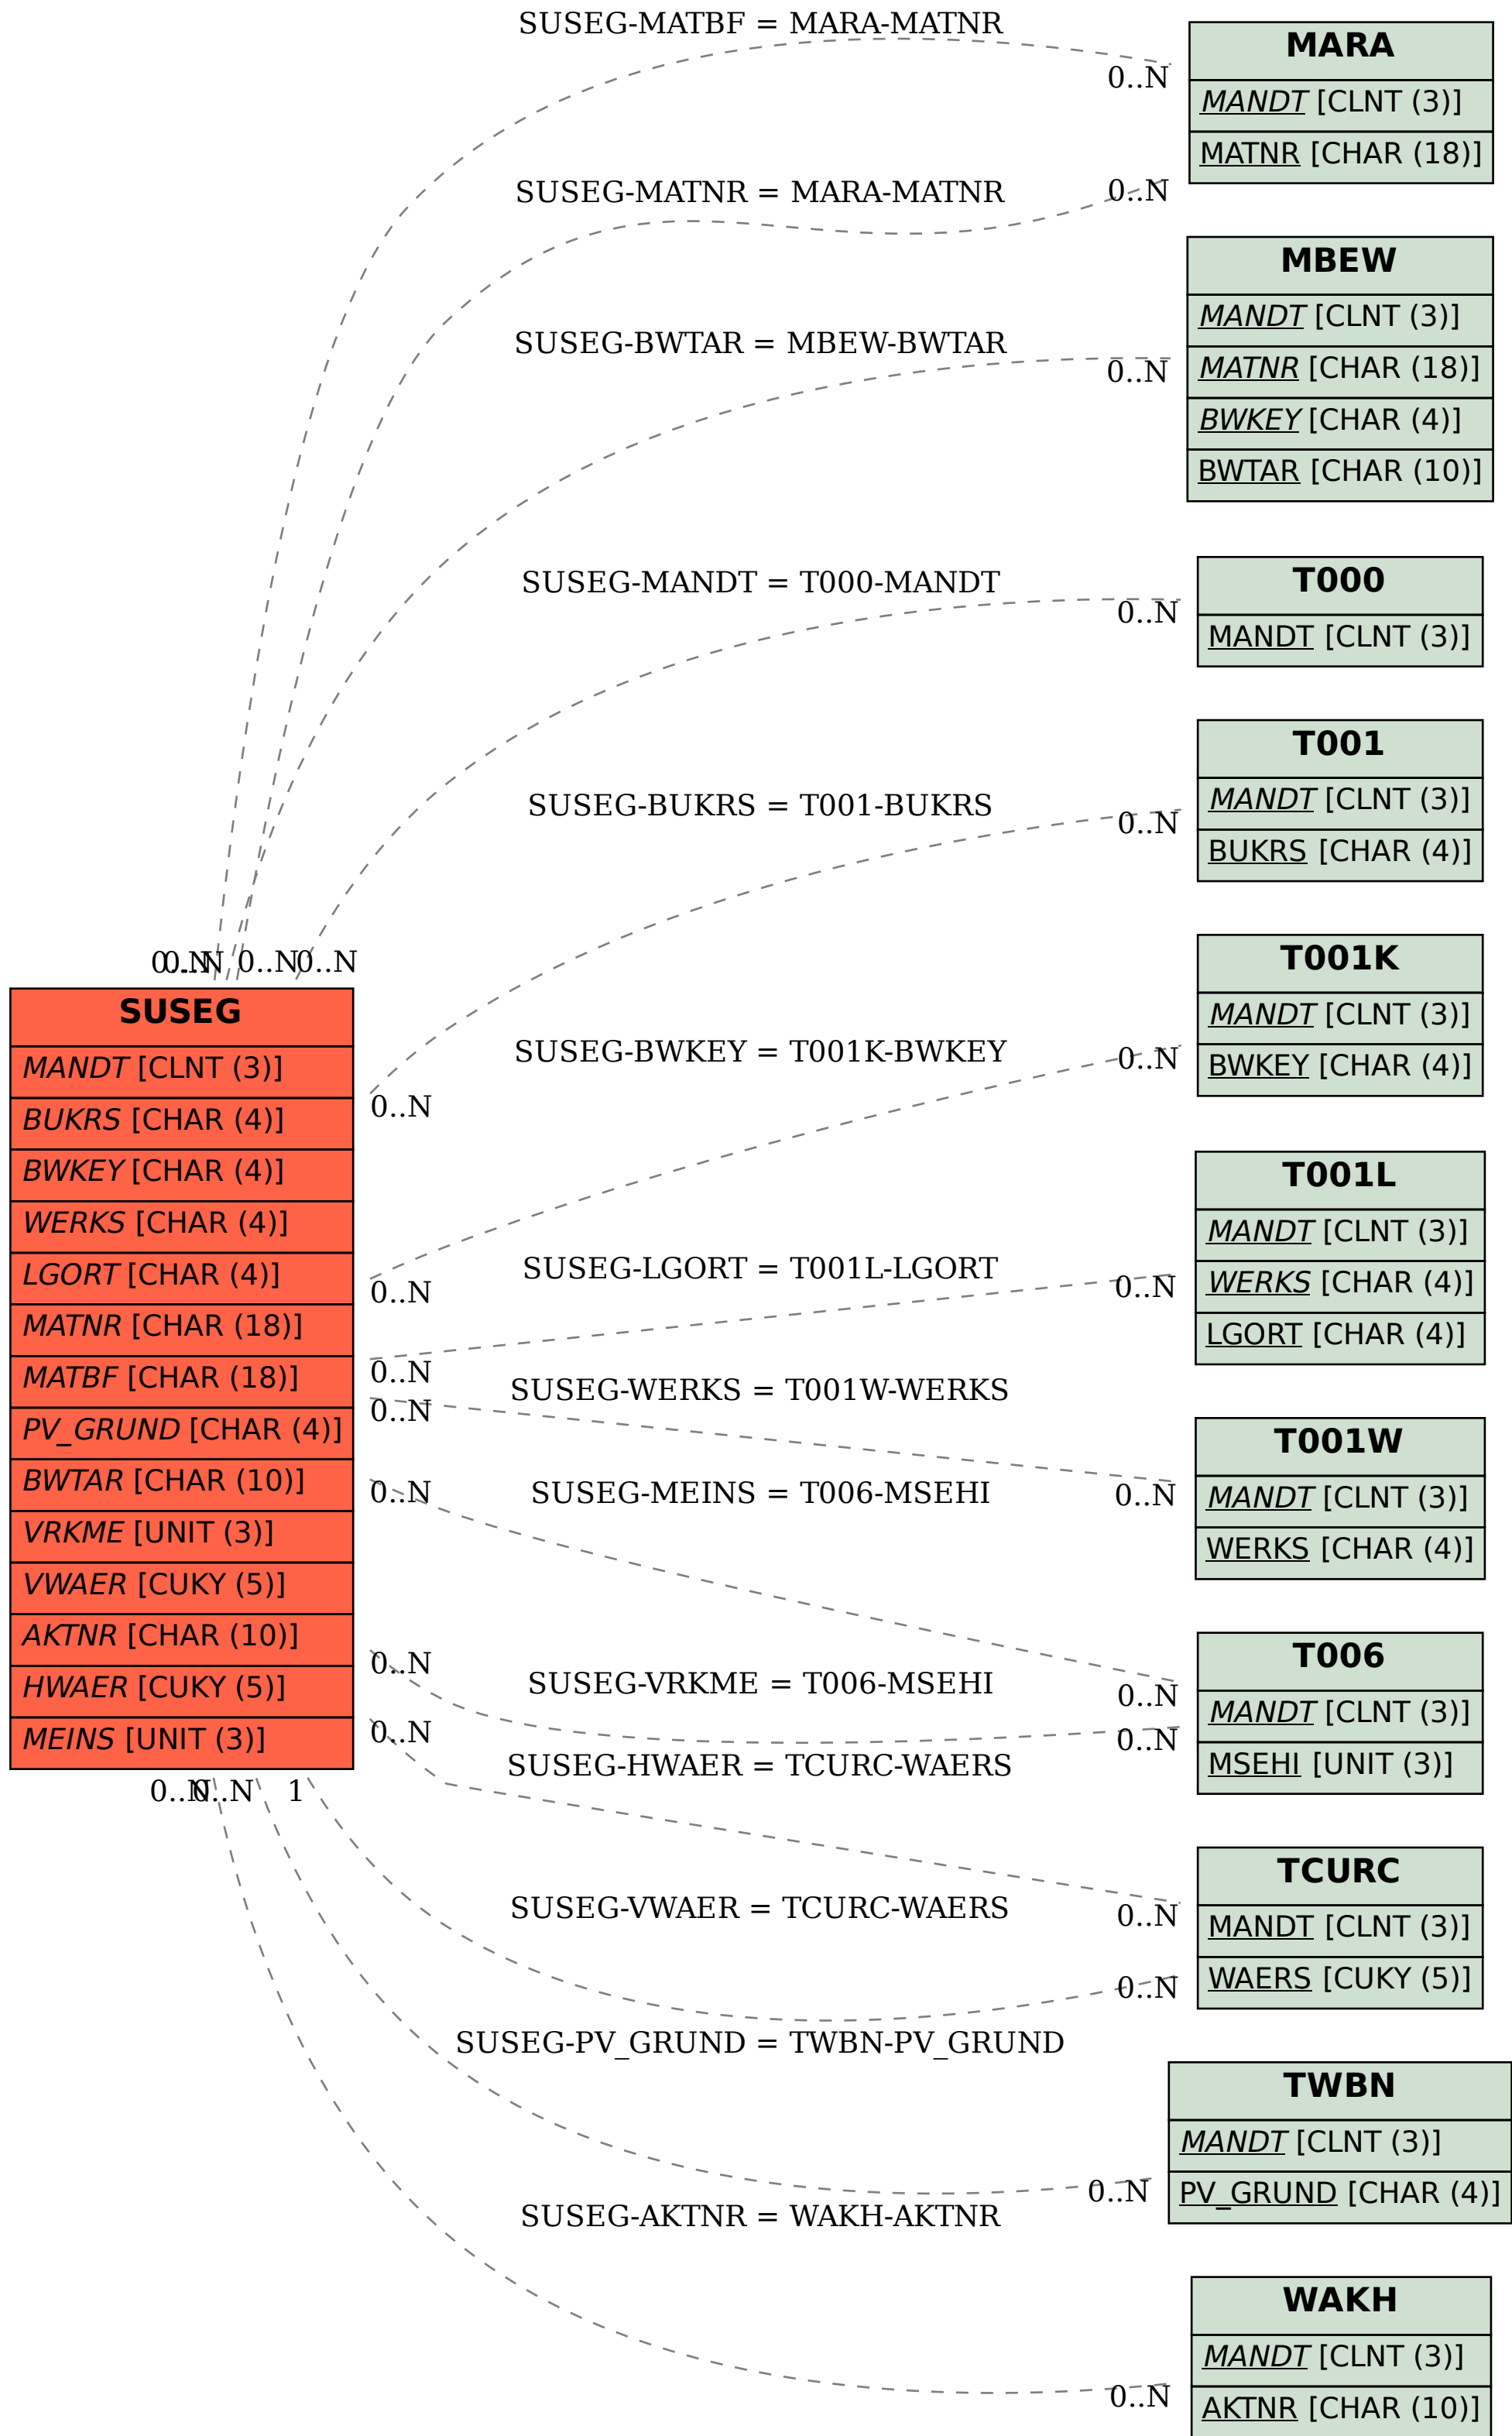 SUSEG-MATBF = MARA-MATNR
0..N
MARA
MANDT [CLNT (3)]
MATNR [CHAR (18)]
SUSEG-MATNR = MARA-MATNR
0..N
MBEW
MANDT [CLNT (3)]
MATNR [CHAR (18)]
BWKEY [CHAR (4)]
BWTAR [CHAR (10)]
SUSEG-BWTAR = MBEW-BWTAR
0..N
T000
MANDT [CLNT (3)]
SUSEG-MANDT = T000-MANDT
0..N
T001
MANDT [CLNT (3)]
BUKRS [CHAR (4)]
SUSEG-BUKRS = T001-BUKRS
0..N
T001K
MANDT [CLNT (3)]
BWKEY [CHAR (4)]
SUSEG-BWKEY = T001K-BWKEY
0..N
0..N
0..N
0..N
0..N
SUSEG
MANDT [CLNT (3)]
BUKRS [CHAR (4)]
BWKEY [CHAR (4)]
WERKS [CHAR (4)]
LGORT [CHAR (4)]
MATNR [CHAR (18)]
MATBF [CHAR (18)]
PV_GRUND [CHAR (4)]
BWTAR [CHAR (10)]
VRKME [UNIT (3)]
VWAER [CUKY (5)]
AKTNR [CHAR (10)]
HWAER [CUKY (5)]
MEINS [UNIT (3)]
0..N
0..N
0..N
0..N
0..N
0..N
0..N
0..N
0..N
1
T001L
MANDT [CLNT (3)]
WERKS [CHAR (4)]
LGORT [CHAR (4)]
SUSEG-LGORT = T001L-LGORT
0..N
SUSEG-WERKS = T001W-WERKS
T001W
MANDT [CLNT (3)]
WERKS [CHAR (4)]
SUSEG-MEINS = T006-MSEHI
0..N
T006
MANDT [CLNT (3)]
MSEHI [UNIT (3)]
SUSEG-VRKME = T006-MSEHI
0..N
0..N
SUSEG-HWAER = TCURC-WAERS
TCURC
MANDT [CLNT (3)]
WAERS [CUKY (5)]
SUSEG-VWAER = TCURC-WAERS
0..N
0..N
SUSEG-PV_GRUND = TWBN-PV_GRUND
TWBN
MANDT [CLNT (3)]
PV_GRUND [CHAR (4)]
0..N
SUSEG-AKTNR = WAKH-AKTNR
WAKH
MANDT [CLNT (3)]
AKTNR [CHAR (10)]
0..N